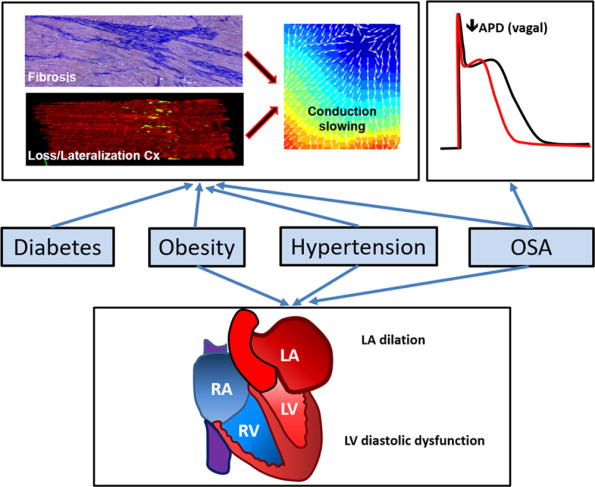 Fibrosis
Loss/Lateralization Cx
Conduction
slowing
🡇APD (vagal)
Diabetes
Obesity
Hypertension
OSA
LA
LA dilation
RA
LV
RV
LV diastolic dysfunction